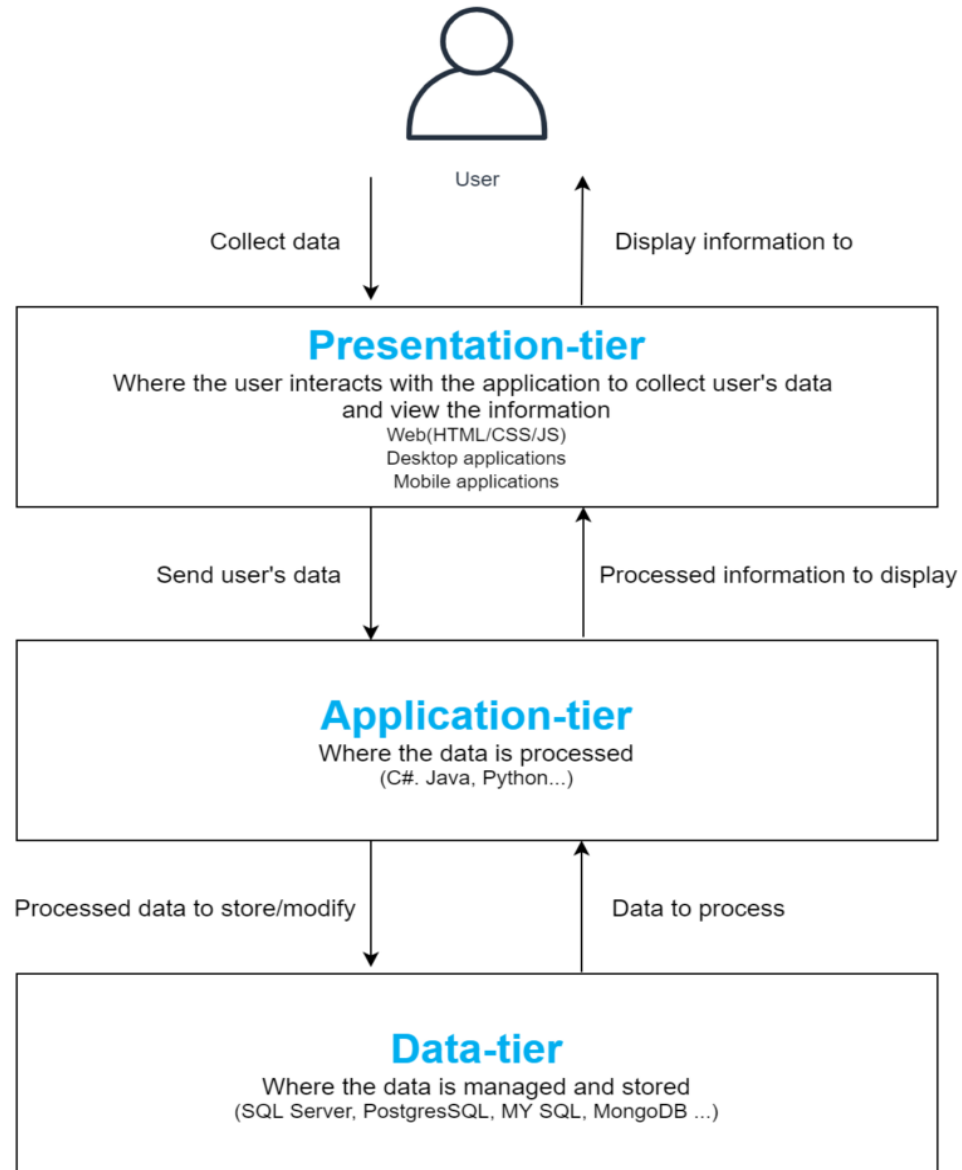 User
Collect data
Display information to
Presentation-tier
Where the user interacts with the application to collect user's data
and view the information
Web(HTML/CSS/JS)
Desktop applications
Mobile applications
Send user's data
Processed information to display
Application-tier
Where the data is processed
(C#. Java, Python...)
Processed data to store/modify
Data to process
Data-tier
Where the data is managed and stored
(SQL Server, PostgresSQL, MY SQL, MongoDB ...)